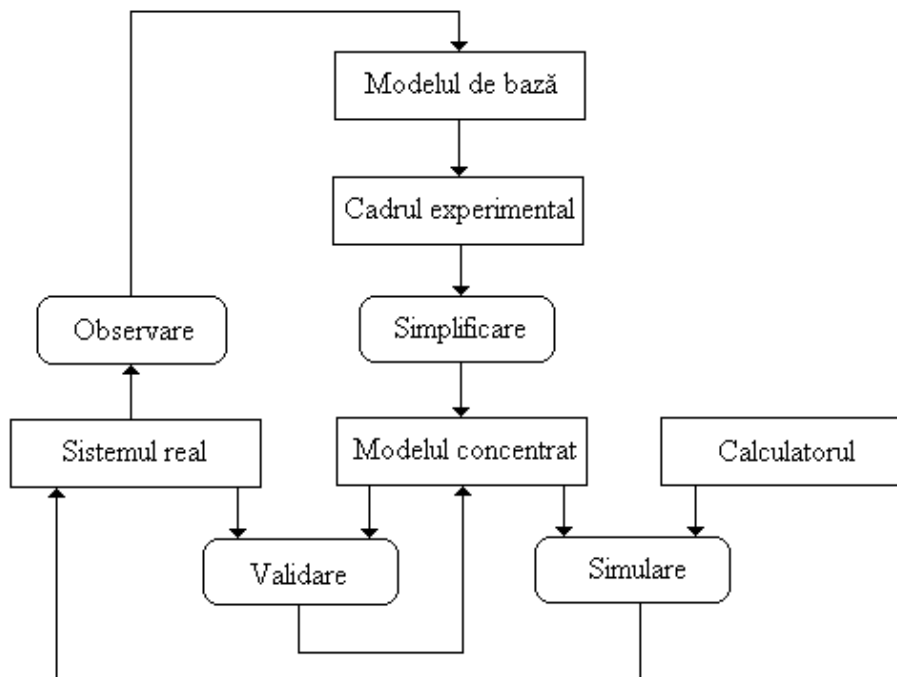 Modelul de bază
Cadrul experimental
Observare
Simplificare
Sistemul real
Modelul concentrat
Calculatorul
Validare
Simulare